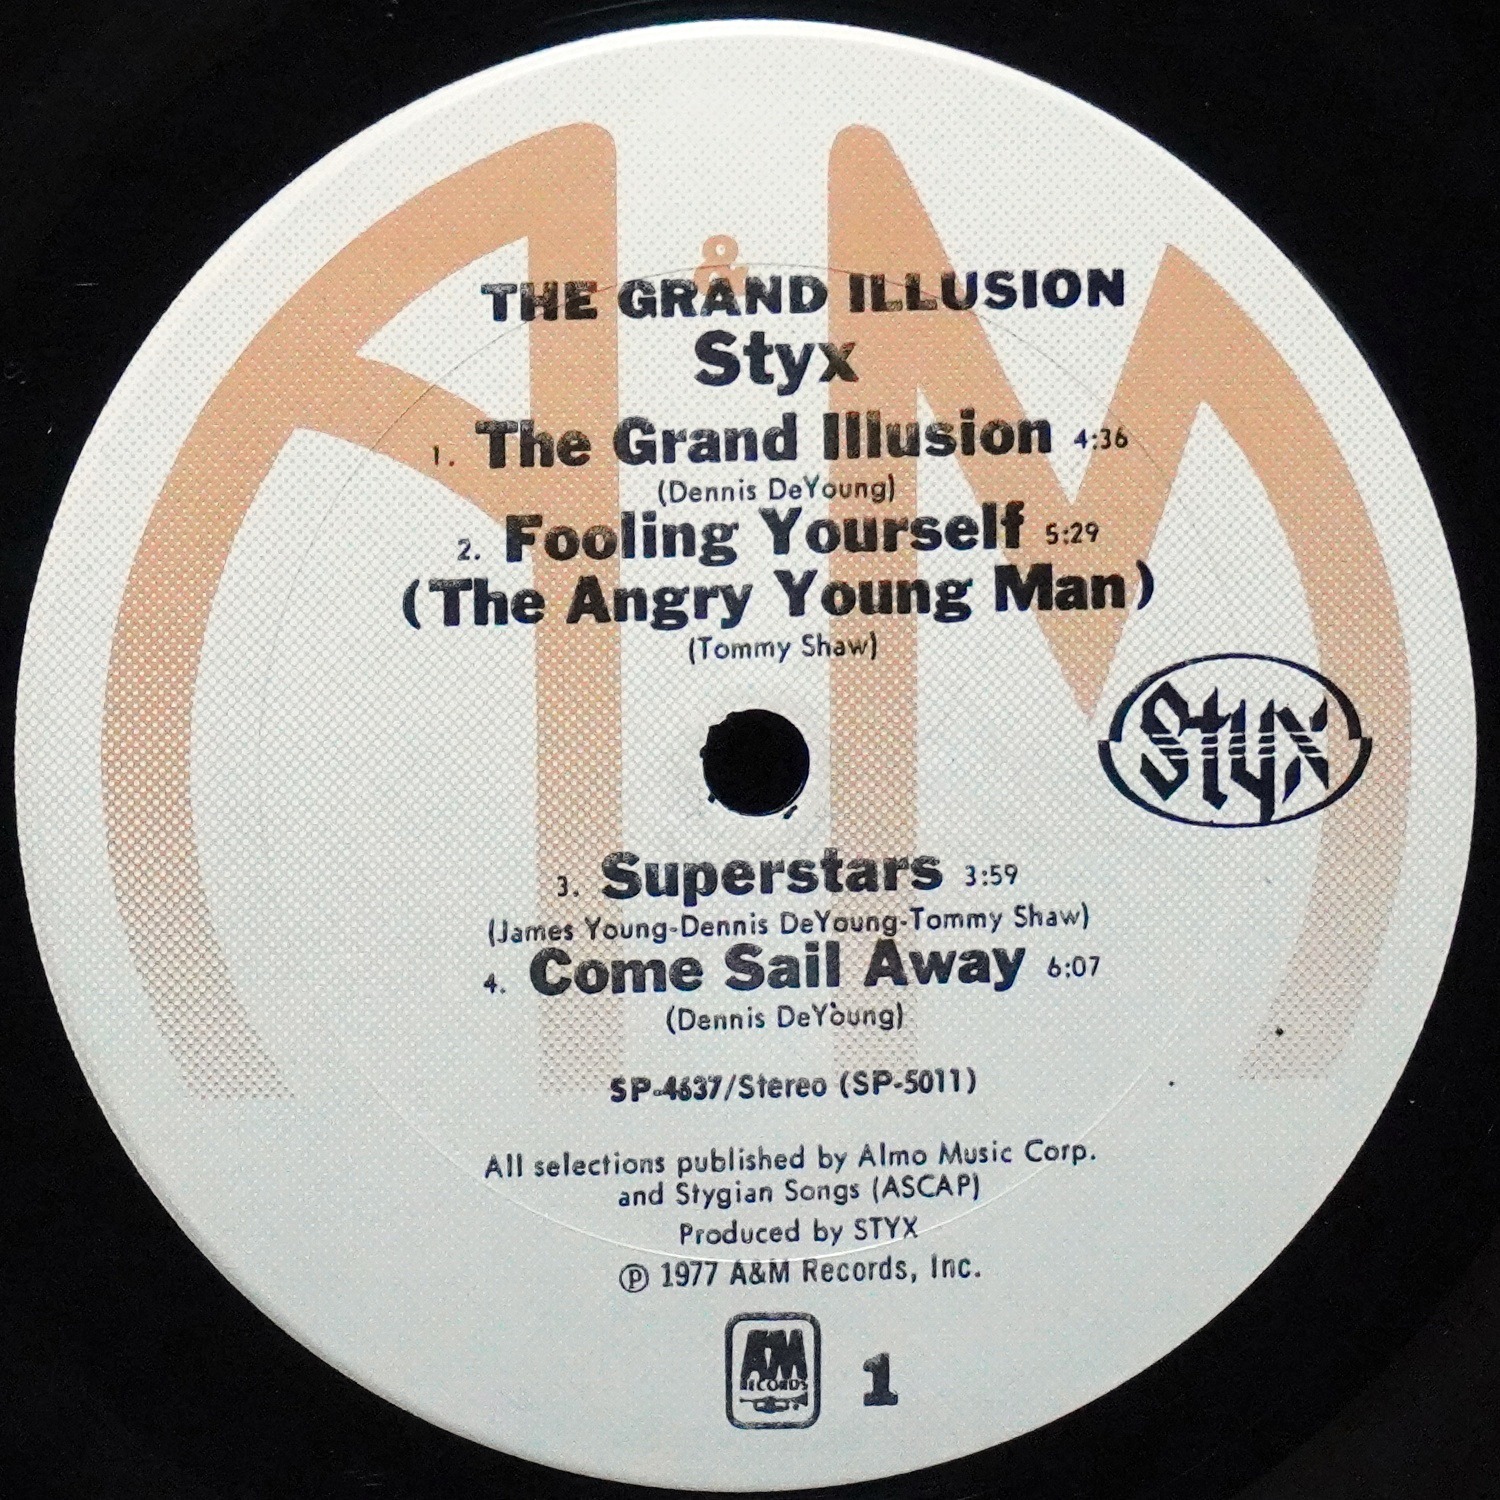 A&M
THE GRAND ILLUSION
Styx
1. The Grand Illusion 4:36
(Dennis DeYoung)
2. Fooling Yourself 5:29
(The Angry Young Man)
(Tommy Shaw)
Styx
3. Superstars 3:59
(James Young-Dennis DeYoung-Tommy Shaw)
4. Come Sail Away 6:07
(Dennis DeYoung)
SP-4637/Stereo (SP-5011)
All selections published by Almo Music Corp.
and Stygian Songs (ASCAP)
Produced by STYX
℗ 1977 A&M Records, Inc.
A&M
RECORDS
1